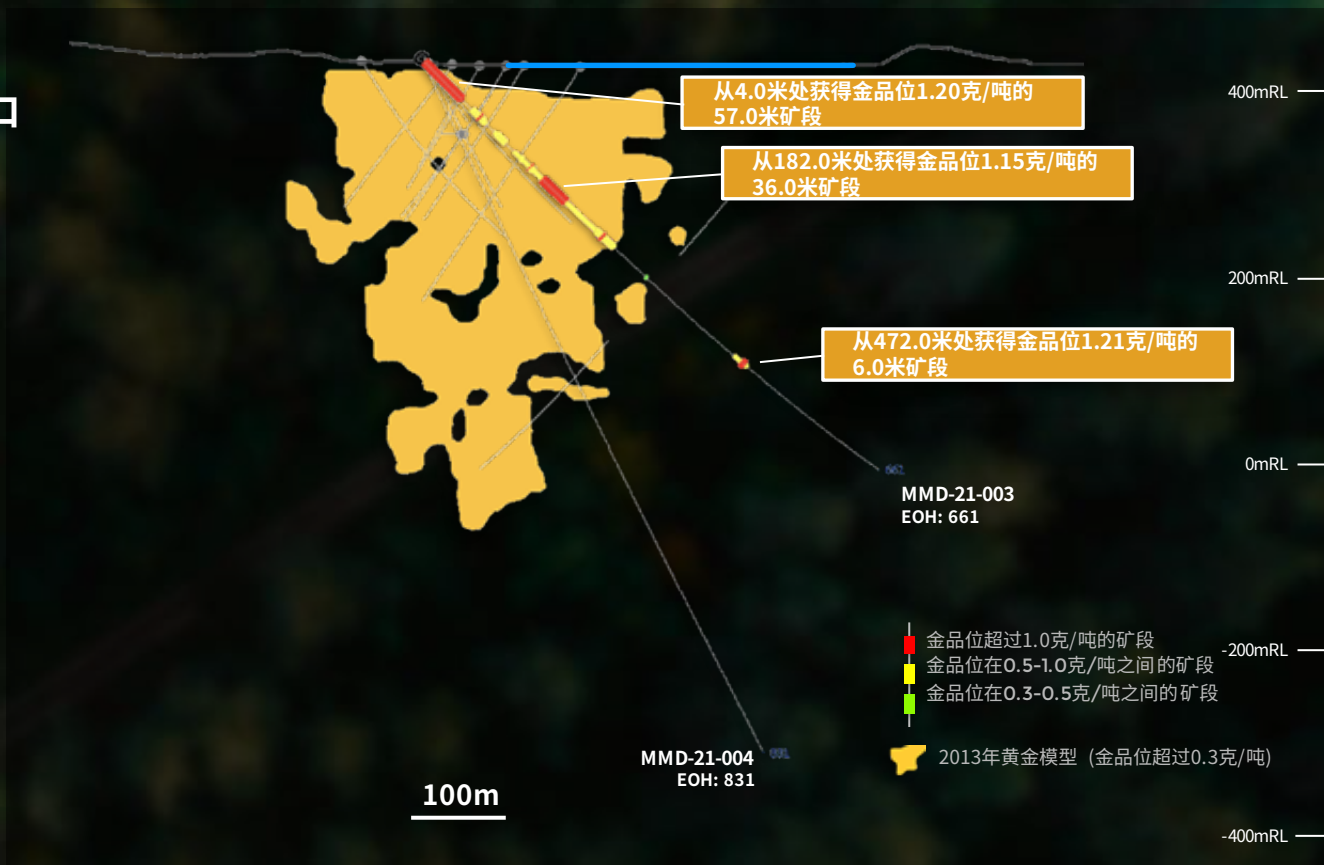 从4.0米处获得金品位1.20克/吨的
57.0米矿段
400mRL
从182.0米处获得金品位1.15克/吨的
36.0米矿段
200mRL
从472.0米处获得金品位1.21克/吨的
6.0米矿段
0mRL
MMD-21-003
EOH: 661
金品位超过1.0克/吨的矿段
-200mRL
金品位在0.5-1.0克/吨之间的矿段
金品位在0.3-0.5克/吨之间的矿段
MMD-21-004
EOH: 831
2013年黄金模型 (金品位超过0.3克/吨)
100m
-400mRL